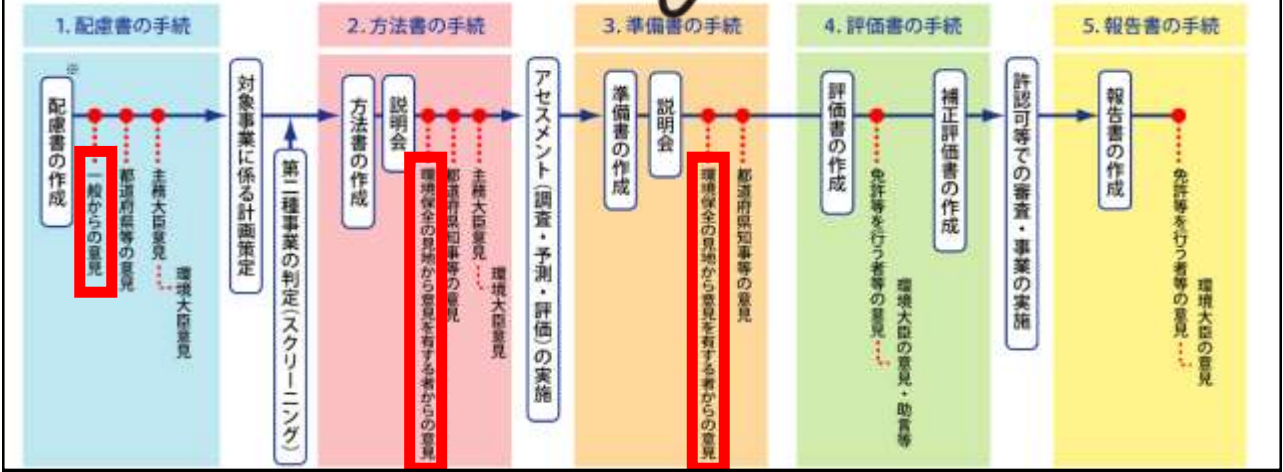 1. 配慮書の手続
2. 方法書の手続
3. 準備書の手続
4. 評価書の手続
5. 報告書の手続
※
配慮書の作成
一般からの意見
都道府県等の意見
主務大臣意見
環境大臣意見
対象事業に係る計画策定
第二種事業の判定(スクリーニング)
方法書の作成
説明会
環境保全の見地から意見を有する者からの意見
都道府県知事等の意見
主務大臣意見
環境大臣意見
アセスメント(調査・予測・評価)の実施
準備書の作成
説明会
環境保全の見地から意見を有する者からの意見
都道府県知事等の意見
評価書の作成
免許等を行う者等の意見
環境大臣の意見・助言等
補正評価書の作成
許認可等での審査・事業の実施
報告書の作成
免許等を行う者等の意見
環境大臣の意見